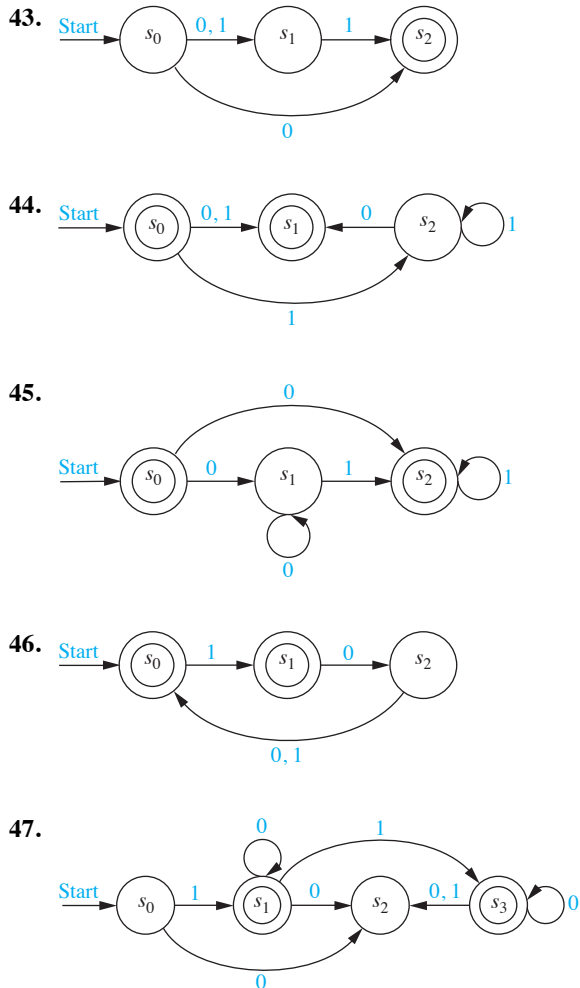 43.
Start s0 0, 1 s1 1 s2
0
44.
Start s0 0, 1 s1 0 s2 1
1
45.
0
Start s0 0 s1 1 s2 1
0
46.
Start s0 1 s1 0 s2
0, 1
47.
0 1
Start s0 1 s1 0 s2 0, 1 s3 0
0